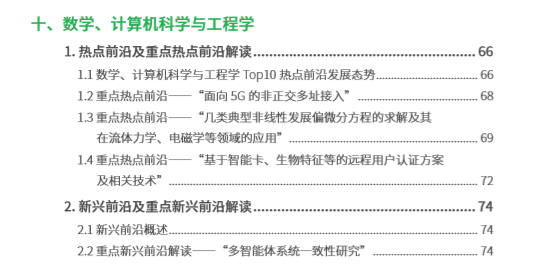 十、数学、计算机科学与工程学
1. 热点前沿及重点热点前沿解读........................................................ 66
1.1 数学、计算机科学与工程学 Top10 热点前沿发展态势................................ 66
1.2 重点热点前沿——“面向 5G 的非正交多址接入” ................................ 68
1.3 重点热点前沿——“几类典型非线性发展偏微分方程的求解及其
在流体力学、电磁学等领域的应用” ................................................ 69
1.4 重点热点前沿——“基于智能卡、生物特征等的远程用户认证方案
及相关技术” ................................................................ 72
2. 新兴前沿及重点新兴前沿解读........................................................ 74
2.1 新兴前沿概述................................................................ 74
2.2 重点新兴前沿解读——“多智能体系统一致性研究” ................................ 74